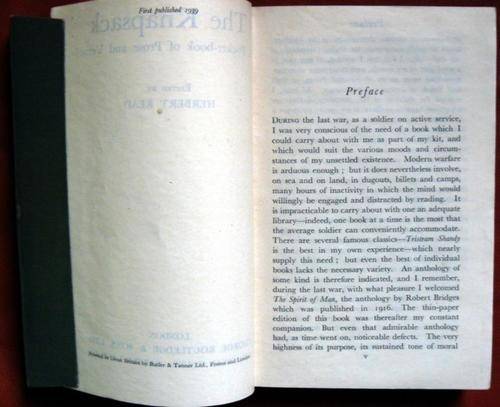 First published 1939
The Knapsack
Pocket-book of Prose and Verse
EDITED BY
HERBERT READ
LONDON
GEORGE ROUTLEDGE & SONS LTD.
Printed in Great Britain by Butler & Tanner Ltd., Frome and London
Preface
Preface
DURING the last war, as a soldier on active service,
I was very conscious of the need of a book which I
could carry about with me as part of my kit, and
which would suit the various moods and circum-
stances of my unsettled existence. Modern warfare
is arduous enough ; but it does nevertheless involve,
on sea and on land, in dugouts, billets and camps,
many hours of inactivity in which the mind would
willingly be engaged and distracted by reading. It
is impracticable to carry about with one an adequate
library—indeed, one book at a time is the most that
the average soldier can conveniently accommodate.
There are several famous classics—Tristram Shandy
is the best in my own experience—which nearly
supply this need ; but even the best of individual
books lacks the necessary variety. An anthology of
some kind is therefore indicated, and I remember,
during the last war, with what pleasure I welcomed
The Spirit of Man, the anthology by Robert Bridges
which was published in 1916. The thin-paper
edition of this book was thereafter my constant
companion. But even that admirable anthology
had, as time went on, noticeable defects. The very
highness of its purpose, its sustained tone of moral
v